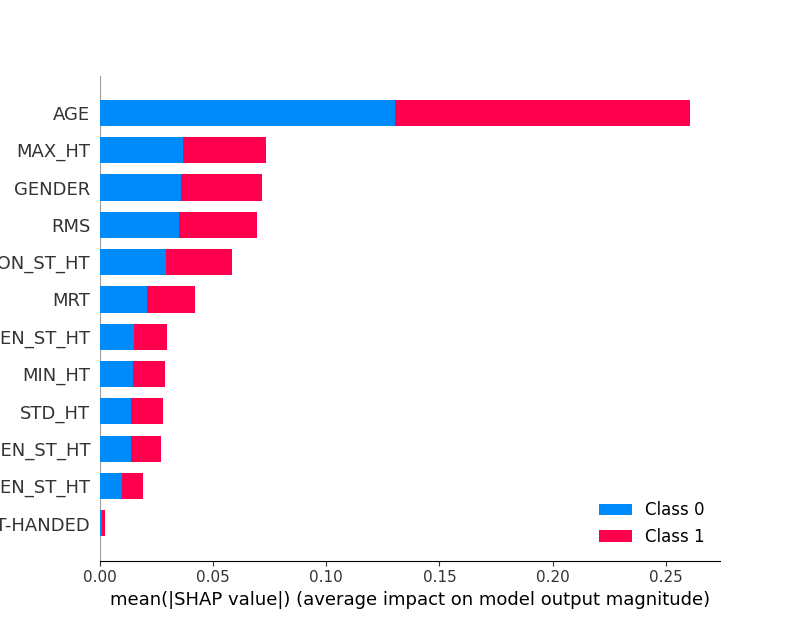 AGE
MAX_HT
GENDER
RMS
ON_ST_HT
MRT
EN_ST_HT
MIN_HT
STD_HT
EN_ST_HT
EN_ST_HT
T-HANDED
Class 0
Class 1
0.00 0.05 0.10 0.15 0.20 0.25
mean(|SHAP value|) (average impact on model output magnitude)